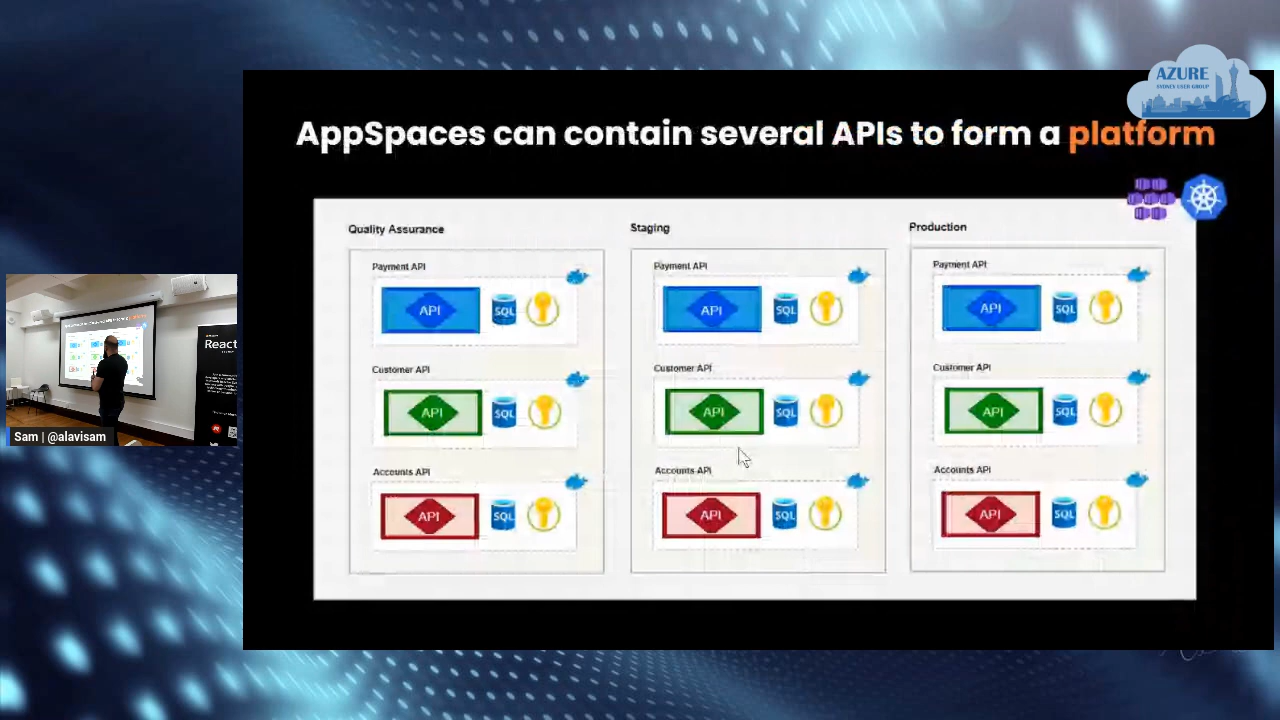 AZURE
SYDNEY USER GROUP
AppSpaces can contain several APIs to form a platform
Quality Assurance
Staging
Production
Payment API
Payment API
Payment API
API
SQL
API
SQL
API
SQL
Customer API
Customer API
Customer API
API
SQL
API
SQL
API
SQL
Accounts API
Accounts API
Accounts API
API
SQL
API
SQL
API
SQL
React
Sam | @alavisam